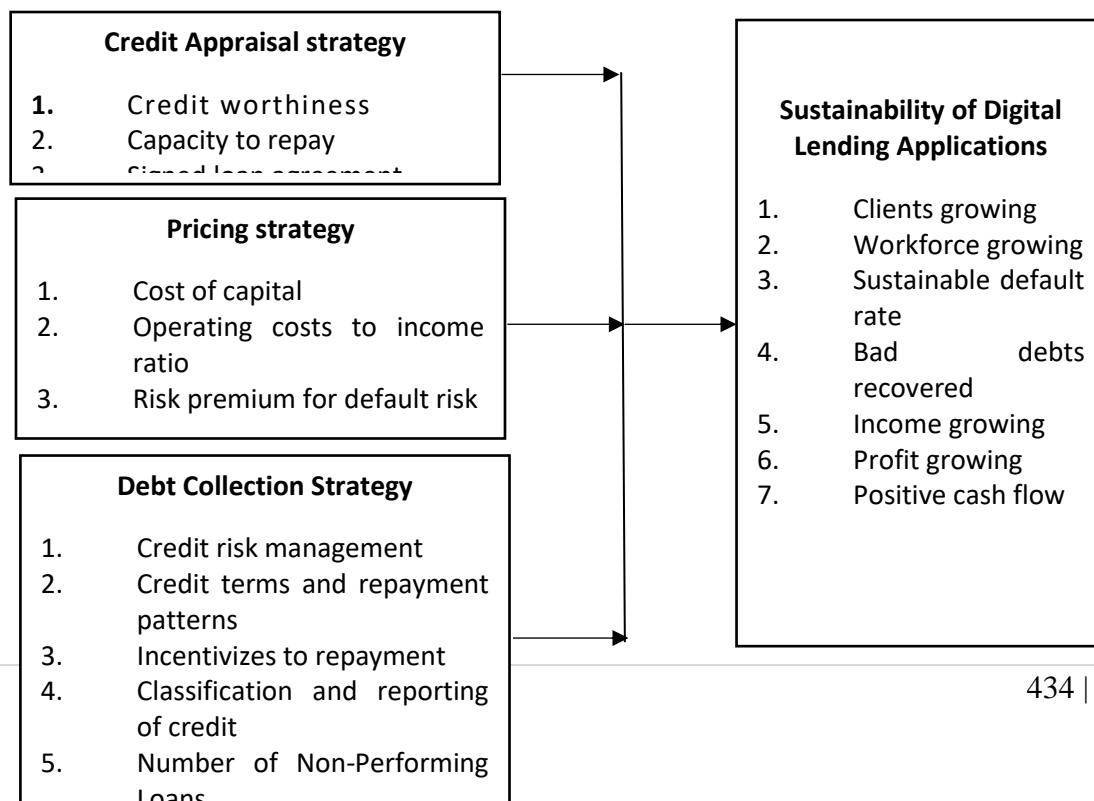 Credit Appraisal strategy
1. Credit worthiness
2. Capacity to repay
Signed loan agreement
Pricing strategy
1. Cost of capital
2. Operating costs to income
ratio
3. Risk premium for default risk
Debt Collection Strategy
1. Credit risk management
2. Credit terms and repayment
patterns
3. Incentivizes to repayment
4. Classification and reporting
of credit
5. Number of Non-Performing
Loans
Sustainability of Digital
Lending Applications
1. Clients growing
2. Workforce growing
3. Sustainable default
rate
4. Bad debts
recovered
5. Income growing
6. Profit growing
7. Positive cash flow
434 |